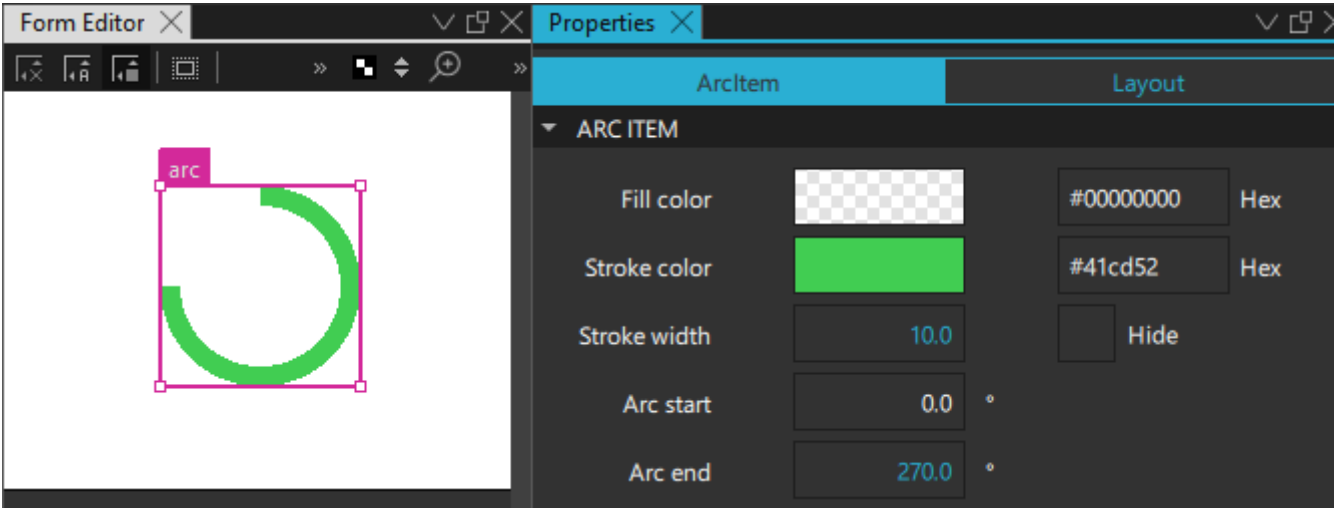 Form Editor
Properties
ArcItem
Layout
ARC ITEM
arc
Fill color #00000000 Hex
Stroke color #41cd52 Hex
Stroke width 10.0 Hide
Arc start 0.0 °
Arc end 270.0 °